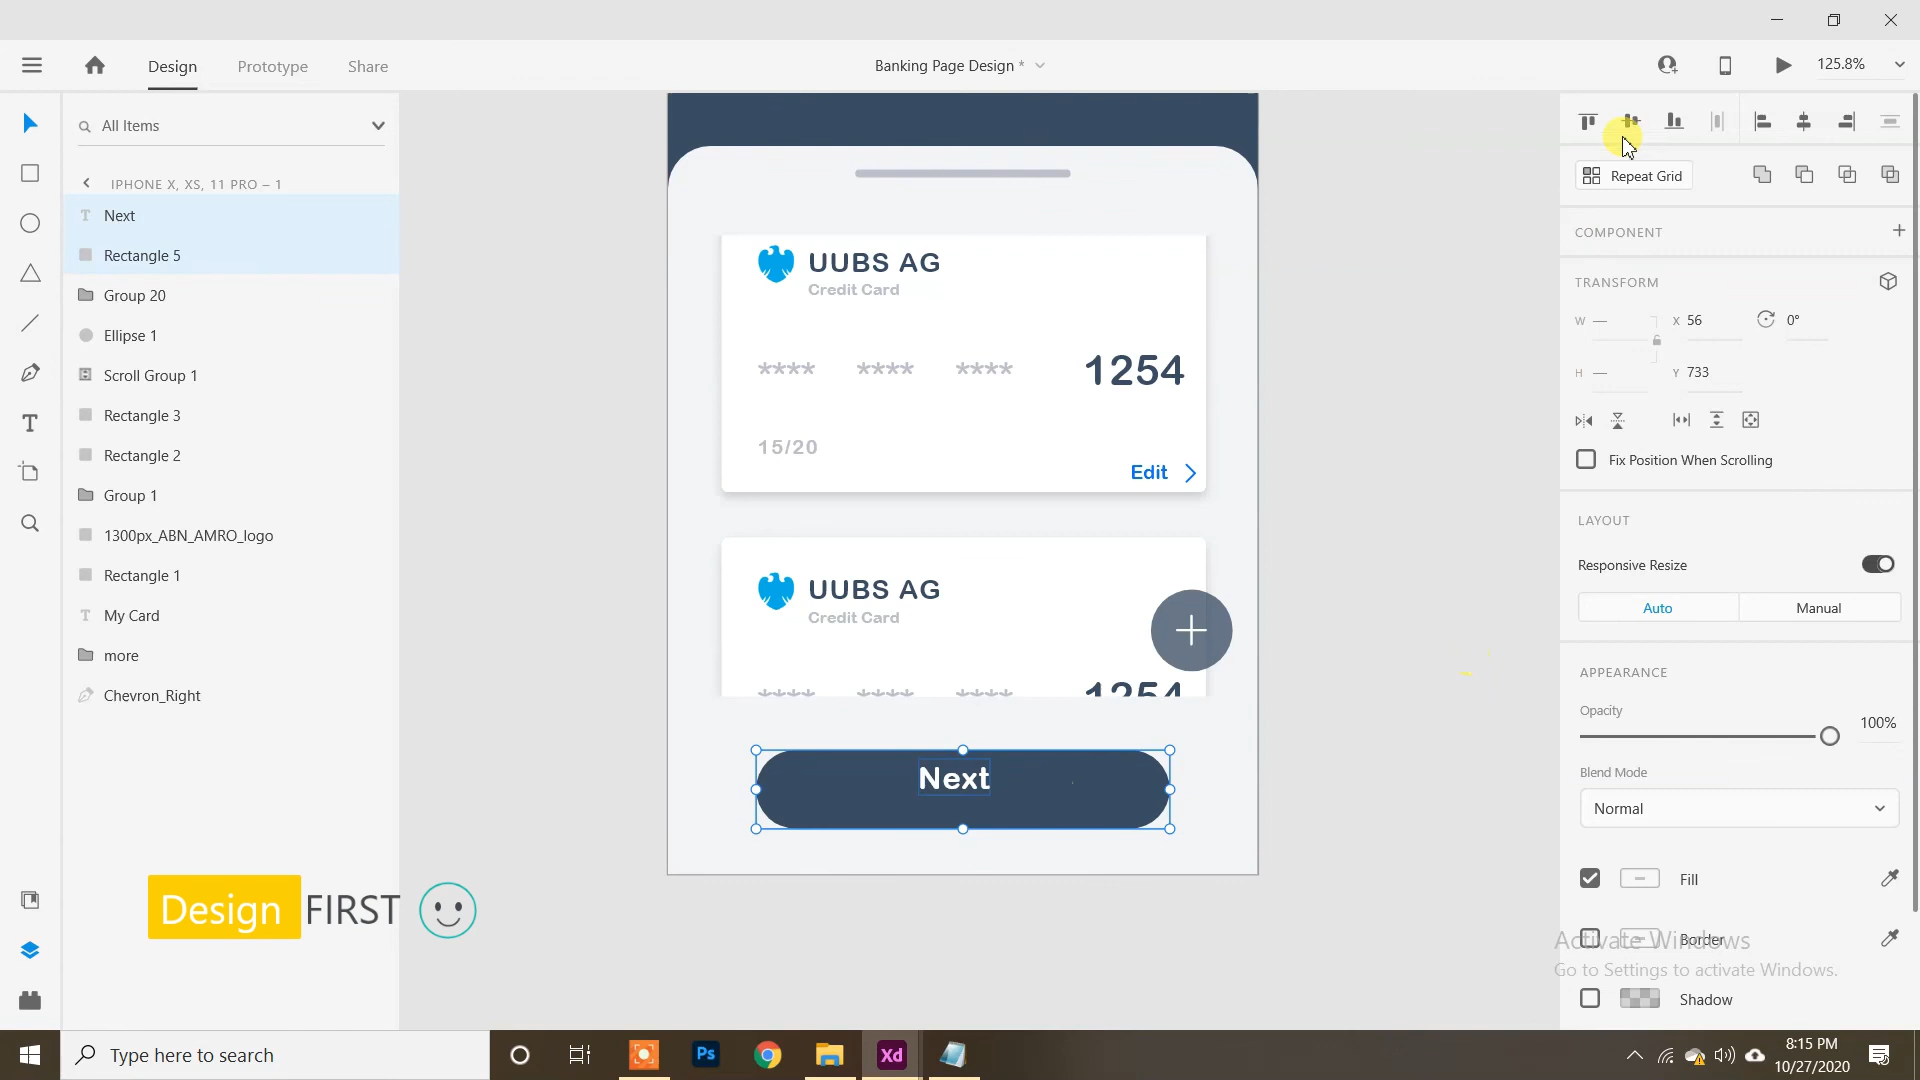 Design
Prototype
Share
Banking Page Design *
125.8%
All Items
IPHONE X, XS, 11 PRO – 1
Next
Rectangle 5
Group 20
Ellipse 1
Scroll Group 1
Rectangle 3
Rectangle 2
Group 1
1300px_ABN_AMRO_logo
Rectangle 1
My Card
more
Chevron_Right
UUBS AG
Credit Card
**** **** **** 1254
15/20
Edit
UUBS AG
Credit Card
**** **** **** 1254
Next
Repeat Grid
COMPONENT
TRANSFORM
W — X 56 0°
H — Y 733
Fix Position When Scrolling
LAYOUT
Responsive Resize
Auto Manual
APPEARANCE
Opacity
100%
Blend Mode
Normal
Fill
Border
Activate Windows
Go to Settings to activate Windows.
Shadow
Design FIRST
Type here to search
Ps
Xd
8:15 PM
10/27/2020